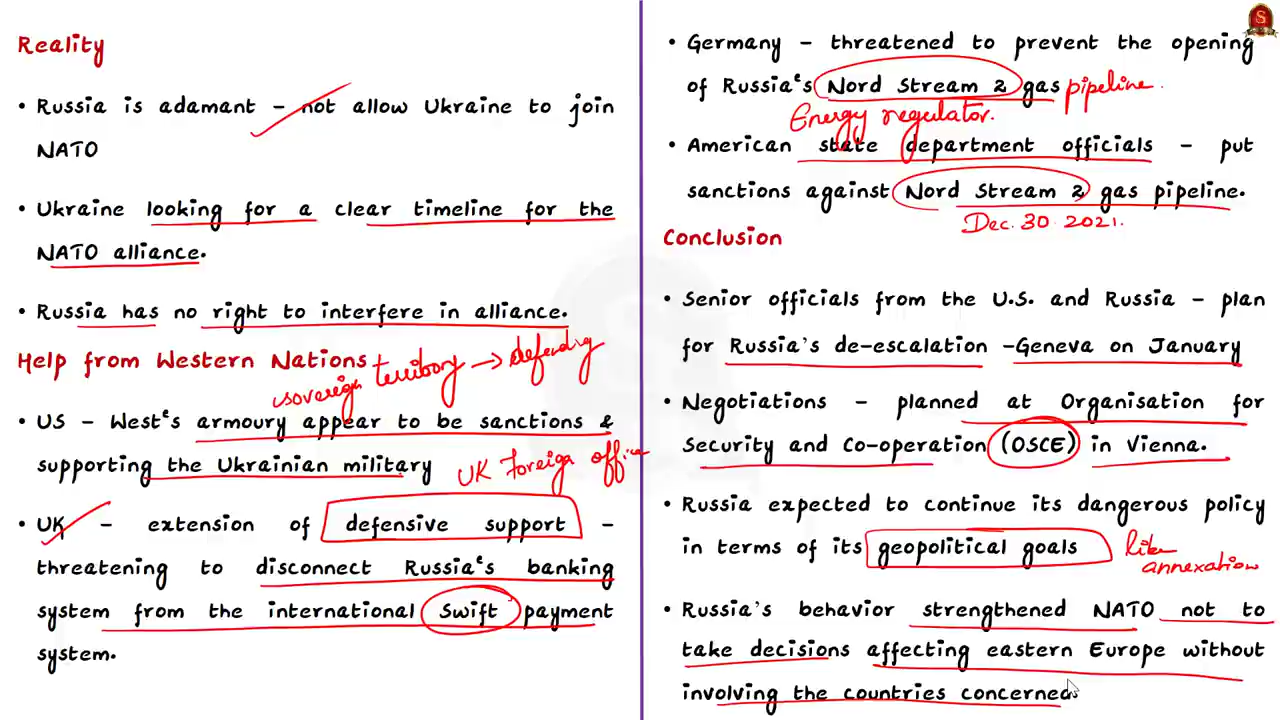 Reality
• Russia is adamant – not allow Ukraine to join
NATO
• Ukraine looking for a clear timeline for the
NATO alliance.
• Russia has no right to interfere in alliance.
Help from Western Nations
sovereign territory → defending
• US – West‘s armoury appear to be sanctions &
supporting the Ukrainian military
UK Foreign office
• UK – extension of defensive support –
threatening to disconnect Russia‘s banking
system from the international Swift payment
system.
• Germany – threatened to prevent the opening
of Russia‘s Nord Stream 2 gas pipeline.
Energy regulator.
• American state department officials – put
sanctions against Nord Stream 2 gas pipeline.
Dec. 30. 2021.
Conclusion
• Senior officials from the U.S. and Russia – plan
for Russia's de-escalation -Geneva on January
• Negotiations – planned at Organisation for
Security and Co-operation (OSCE) in Vienna.
• Russia expected to continue its dangerous policy
in terms of its geopolitical goals
like
annexation
• Russia's behavior strengthened NATO not to
take decisions affecting eastern Europe without
involving the countries concerned